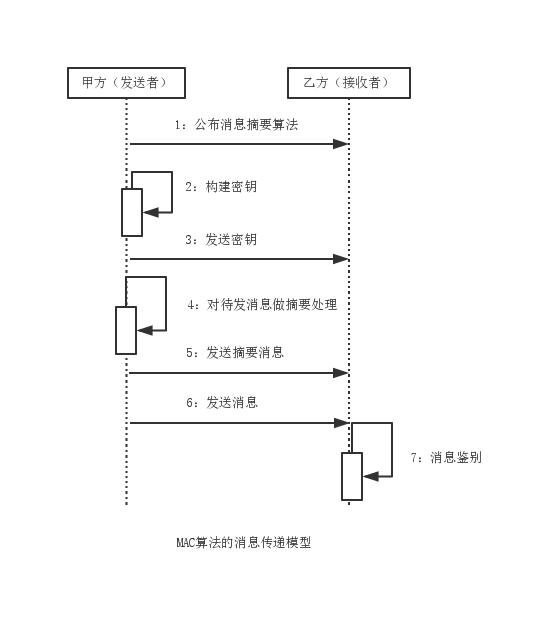 甲方（发送者）
乙方（接收者）
1：公布消息摘要算法
2：构建密钥
3：发送密钥
4：对待发消息做摘要处理
5：发送摘要消息
6：发送消息
7：消息鉴别
MAC算法的消息传递模型